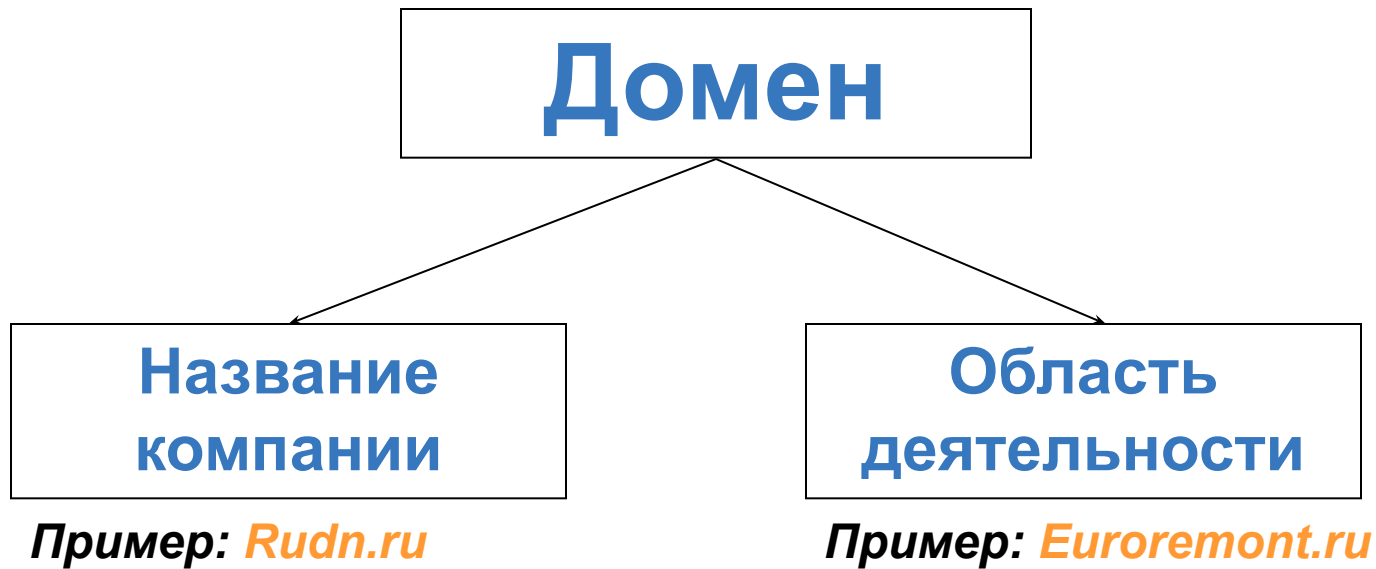 Домен
Название
компании
Пример: Rudn.ru
Область
деятельности
Пример: Euroremont.ru